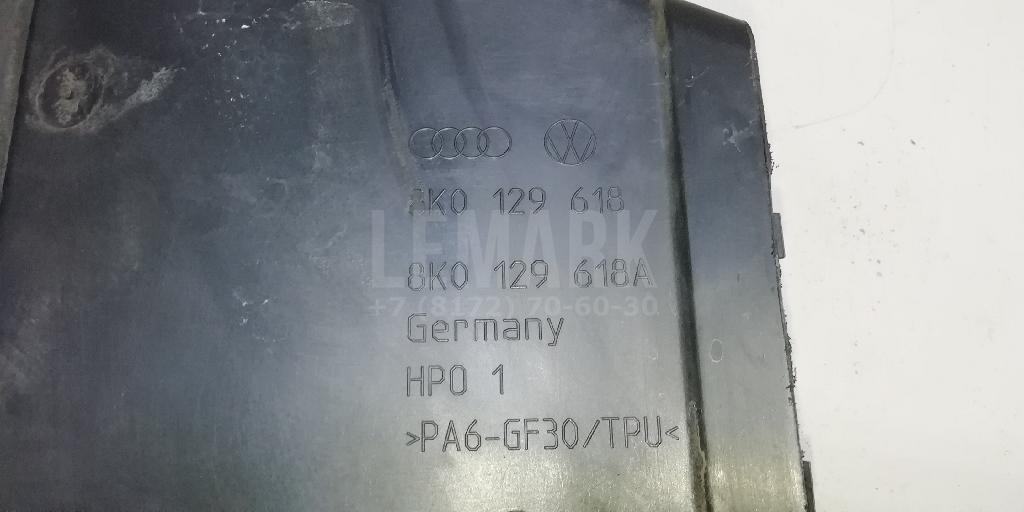 8K0 129 618
LEMARK
8K0 129 618A
+7 (8172) 70-60-30
Germany
HPO 1
>PA6-GF30/TPU<